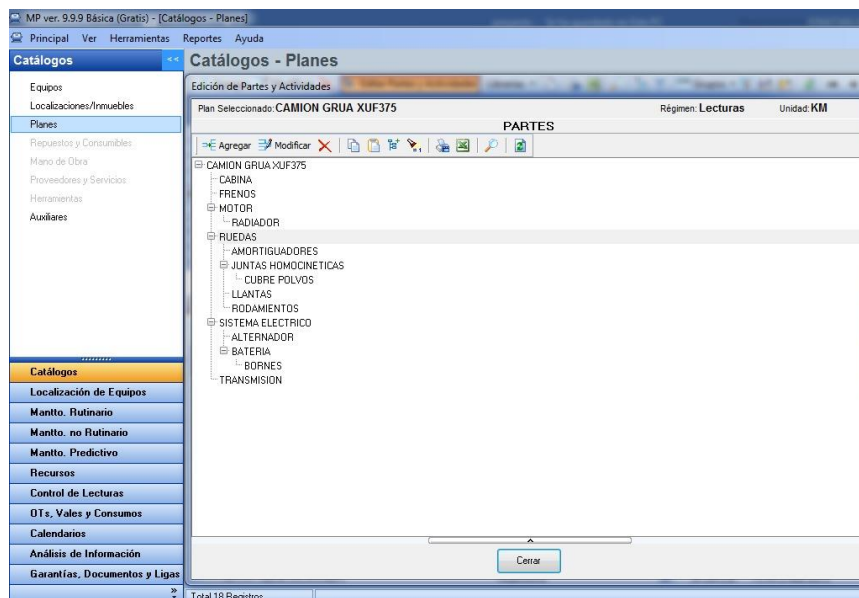 MP ver. 9.9.9 Básica (Gratis) - [Catálogos - Planes]
Principal Ver Herramientas Reportes Ayuda
Catálogos << Catálogos - Planes
Equipos
Localizaciones/Inmuebles
Planes
Repuestos y Consumibles
Mano de Obra
Proveedores y Servicios
Herramientas
Auxiliares
Catálogos
Localización de Equipos
Mantto. Rutinario
Mantto. no Rutinario
Mantto. Predictivo
Recursos
Control de Lecturas
OTs, Vales y Consumos
Calendarios
Análisis de Información
Garantías, Documentos y Ligas
Edición de Partes y Actividades
Plan Seleccionado: CAMION GRUA XUF375 Régimen: Lecturas Unidad: KM
PARTES
Agregar Modificar
CAMION GRUA XUF375
CABINA
FRENOS
MOTOR
RADIADOR
RUEDAS
AMORTIGUADORES
JUNTAS HOMOCINETICAS
CUBRE POLVOS
LLANTAS
RODAMIENTOS
SISTEMA ELECTRICO
ALTERNADOR
BATERIA
BORNES
TRANSMISION
Cerrar
Total 18 Registros